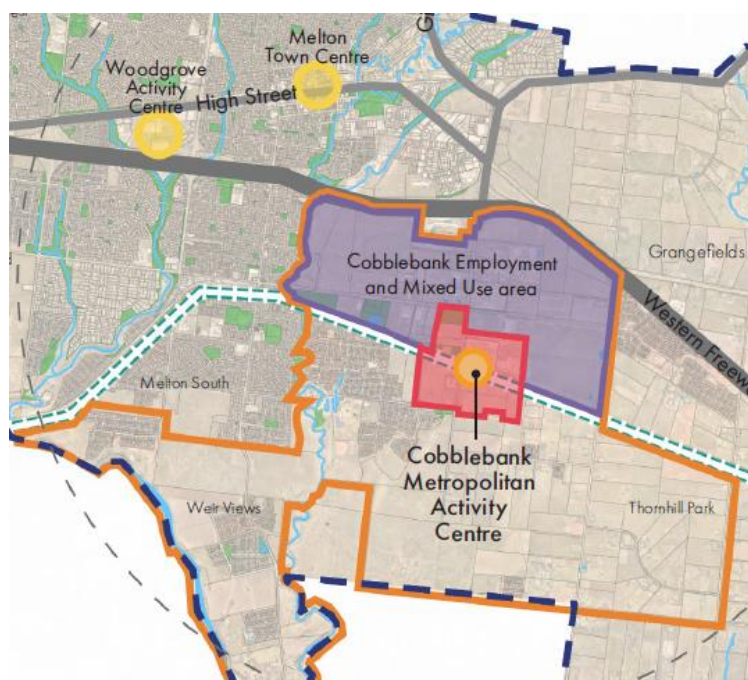 Melton
Town Centre
Woodgrove
Activity
Centre
High Street
G
Grangefields
Cobblebank Employment
and Mixed Use area
Western Freew
Melton South
Cobblebank
Metropolitan
Activity
Centre
Weir Views
Thornhill Park